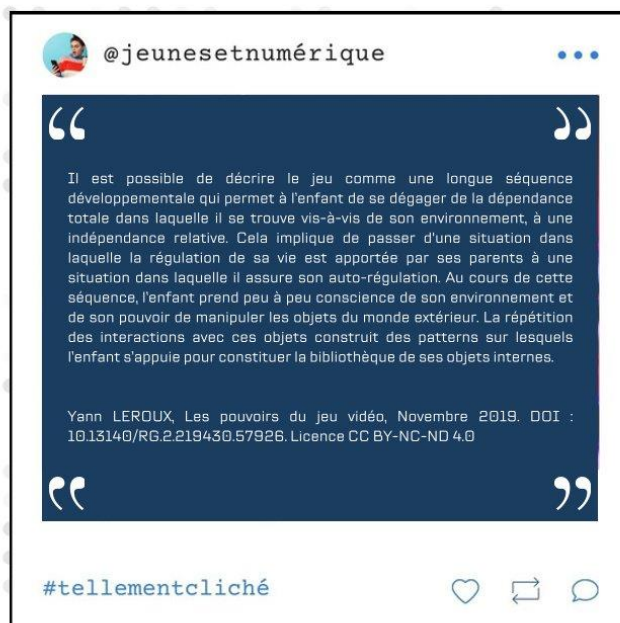 @jeunesetnumérique
Il est possible de décrire le jeu comme une longue séquence
développementale qui permet à l'enfant de se dégager de la dépendance
totale dans laquelle il se trouve vis-à-vis de son environnement, à une
indépendance relative. Cela implique de passer d'une situation dans
laquelle la régulation de sa vie est apportée par ses parents à une
situation dans laquelle il assure son auto-régulation. Au cours de cette
séquence, l'enfant prend peu à peu conscience de son environnement et
de son pouvoir de manipuler les objets du monde extérieur. La répétition
des interactions avec ces objets construit des patterns sur lesquels
l'enfant s'appuie pour constituer la bibliothèque de ses objets internes.
Yann LEROUX, Les pouvoirs du jeu vidéo, Novembre 2019. DOI :
10.13140/RG.2.219430.57926. Licence CC BY-NC-ND 4.0
#tellementcliché